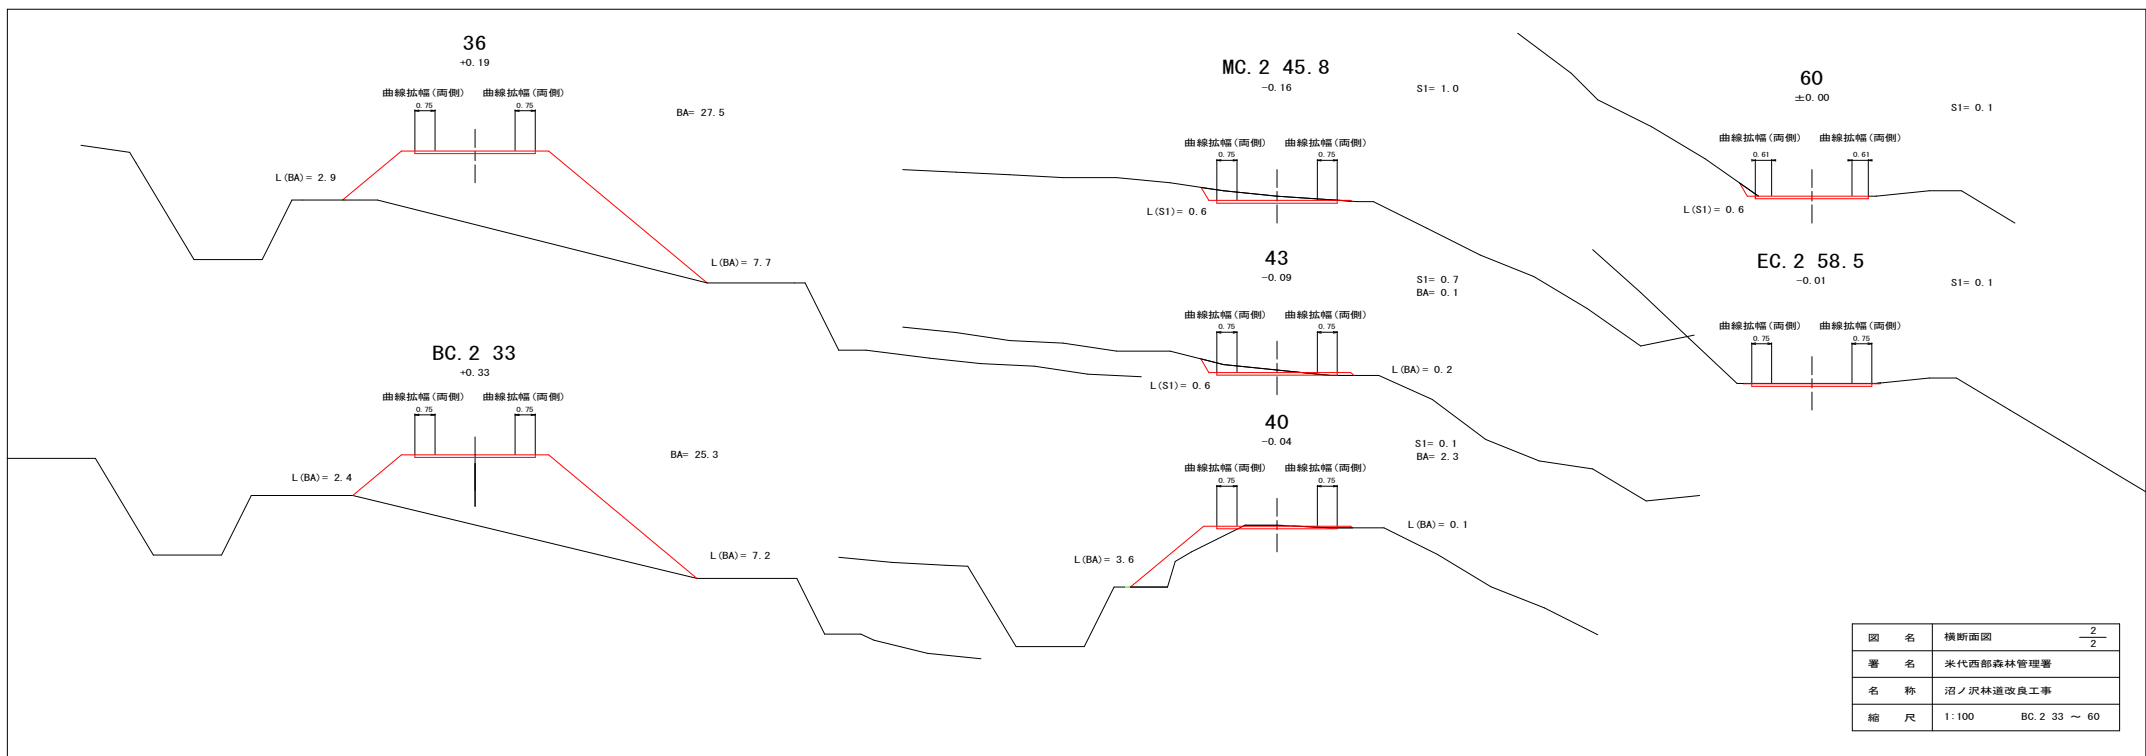 36
+0.19
曲線拡幅(両側) 曲線拡幅(両側)
0.75 0.75
BA= 27.5
L(BA)= 2.9
L(BA)= 7.7
BC.2 33
+0.33
曲線拡幅(両側) 曲線拡幅(両側)
0.75 0.75
BA= 25.3
L(BA)= 2.4
L(BA)= 7.2
MC.2 45.8
-0.16
S1= 1.0
曲線拡幅(両側) 曲線拡幅(両側)
0.75 0.75
L(S1)= 0.6
43
-0.09
S1= 0.7
BA= 0.1
曲線拡幅(両側) 曲線拡幅(両側)
0.75 0.75
L(BA)= 0.2
L(S1)= 0.6
40
-0.04
S1= 0.1
BA= 2.3
曲線拡幅(両側) 曲線拡幅(両側)
0.75 0.75
L(BA)= 0.1
L(BA)= 3.6
60
±0.00
S1= 0.1
曲線拡幅(両側) 曲線拡幅(両側)
0.61 0.61
L(S1)= 0.6
EC.2 58.5
-0.01
S1= 0.1
曲線拡幅(両側) 曲線拡幅(両側)
0.75 0.75
図 名 横断面図 2/2
署 名 米代西部森林管理署
名 称 沼ノ沢林道改良工事
縮 尺 1:100 BC.2 33 ～ 60